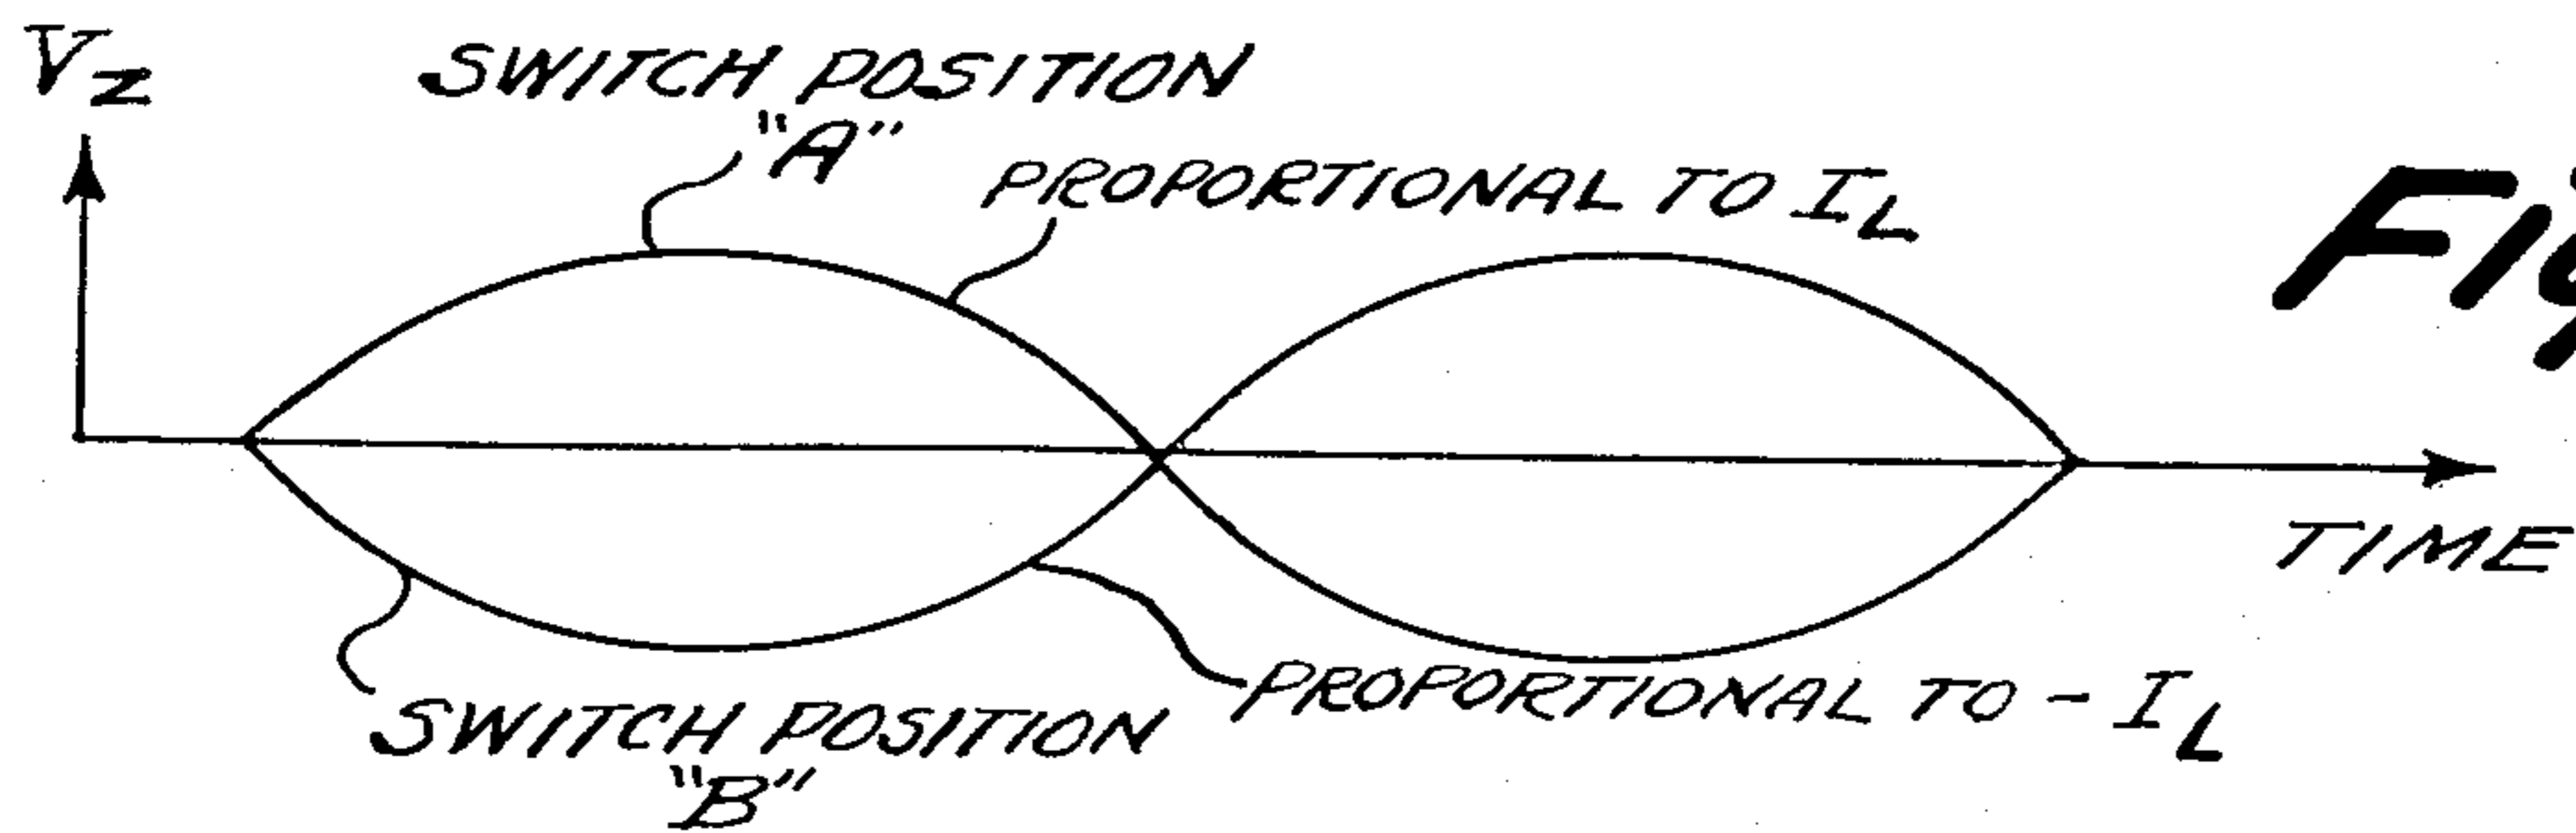 Vz
SWITCH POSITION
"A"
PROPORTIONAL TO IL
TIME
PROPORTIONAL TO - IL
SWITCH POSITION
"B"